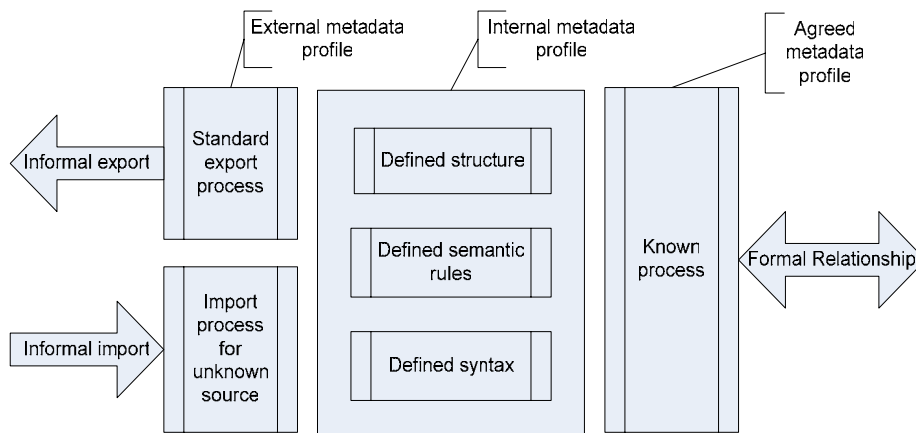 External metadata
profile
Internal metadata
profile
Agreed
metadata
profile
Informal export
Standard
export
process
Defined structure
Defined semantic
rules
Defined syntax
Known
process
Formal Relationship
Informal import
Import
process
for
unknown
source